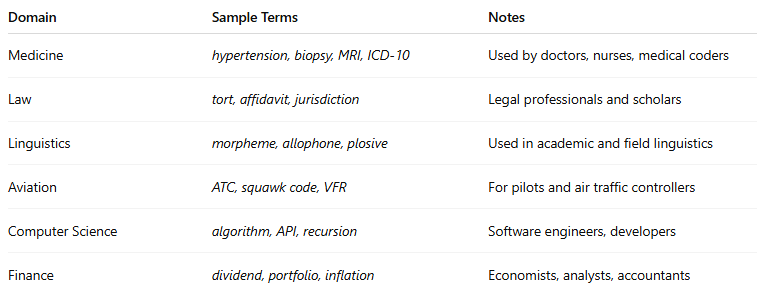 Domain Sample Terms Notes
Medicine hypertension, biopsy, MRI, ICD-10 Used by doctors, nurses, medical coders
Law tort, affidavit, jurisdiction Legal professionals and scholars
Linguistics morpheme, allophone, plosive Used in academic and field linguistics
Aviation ATC, squawk code, VFR For pilots and air traffic controllers
Computer Science algorithm, API, recursion Software engineers, developers
Finance dividend, portfolio, inflation Economists, analysts, accountants